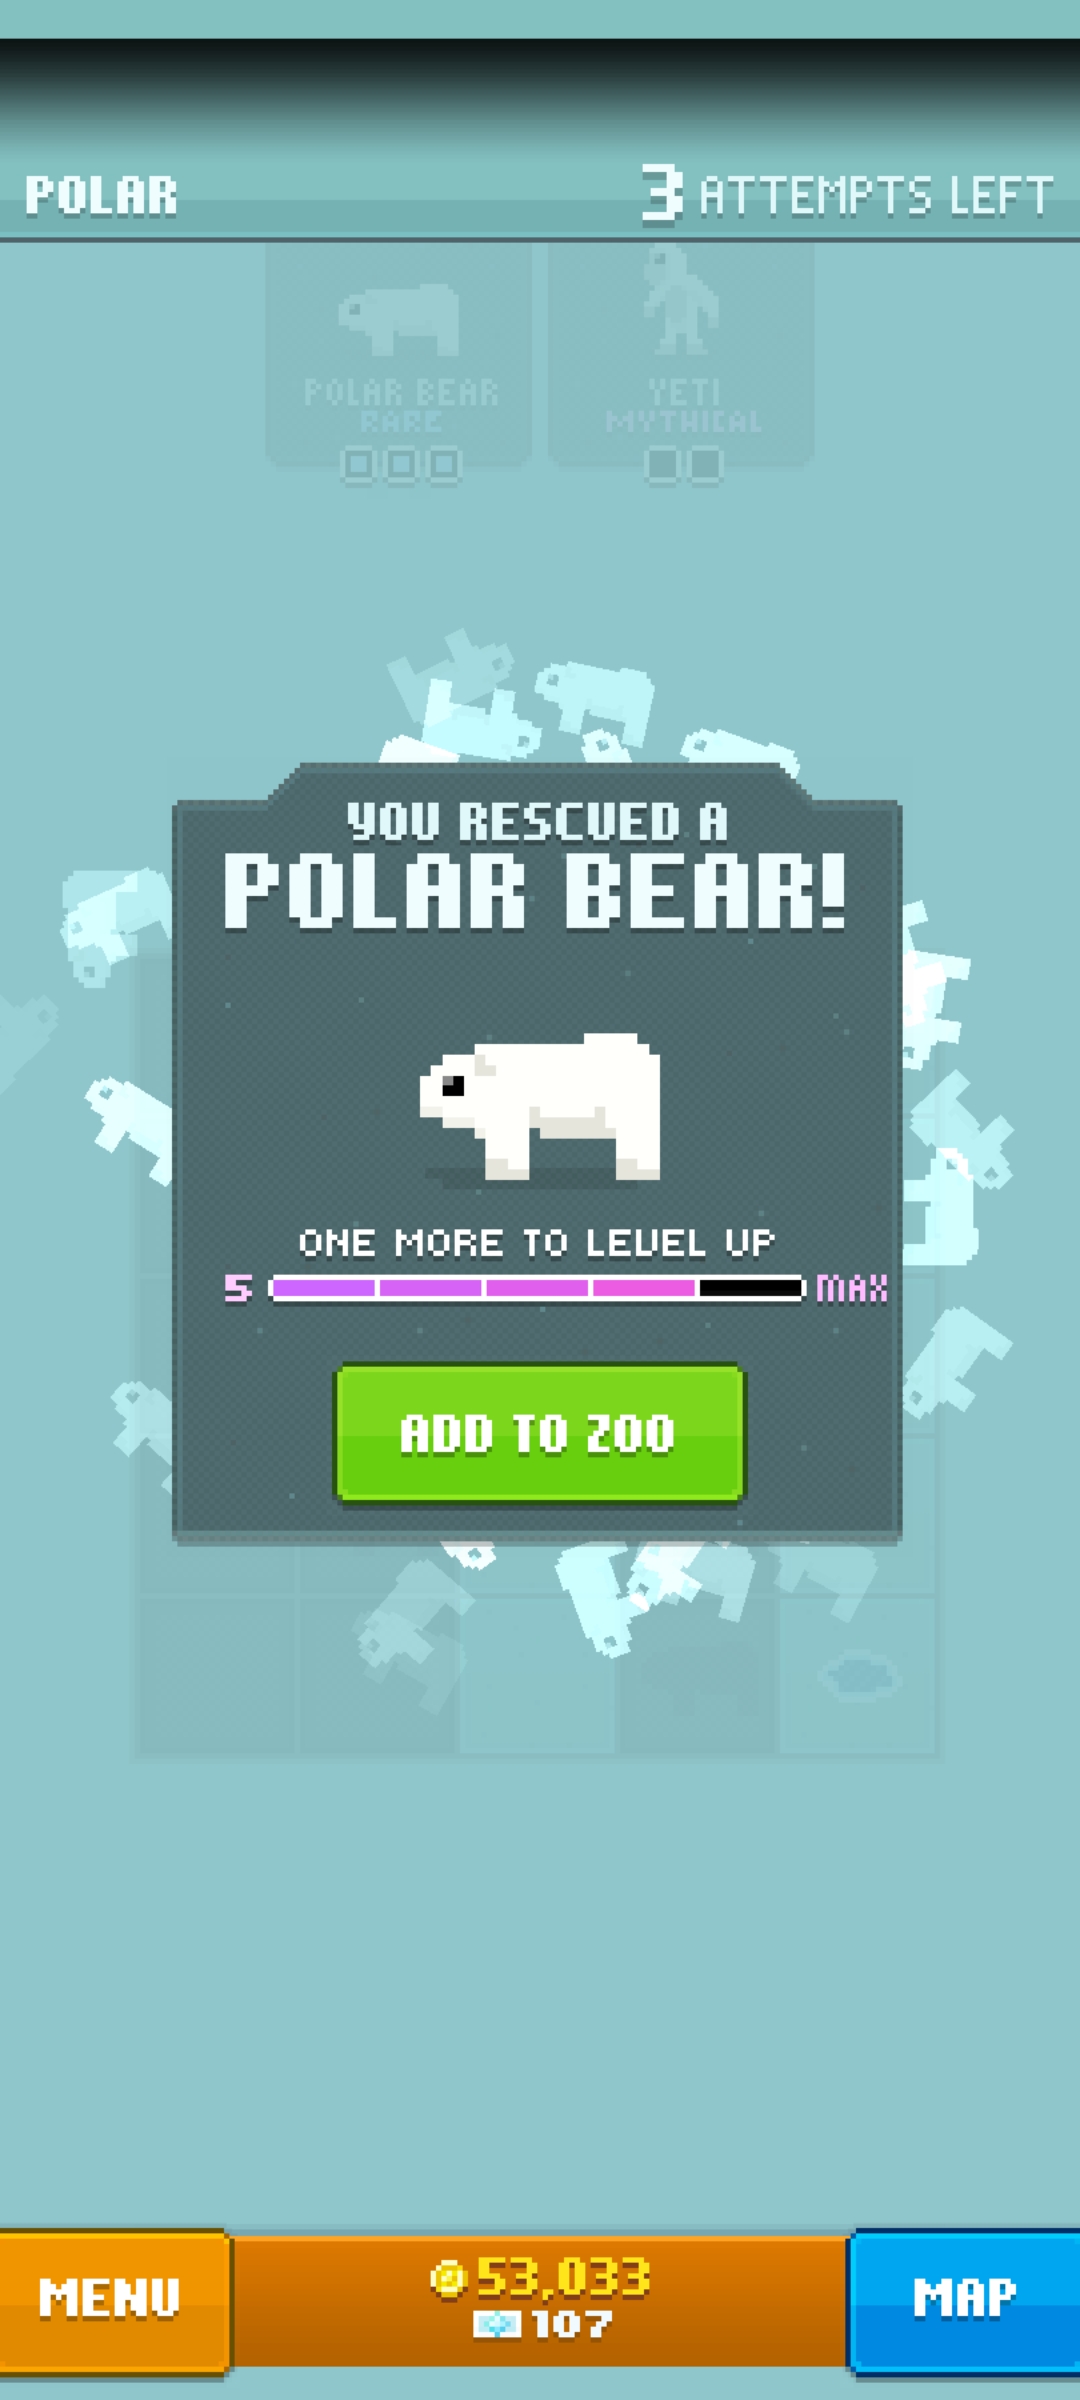 POLAR
3 ATTEMPTS LEFT
POLAR BEAR
RARE
YETI
MYTHICAL
YOU RESCUED A
POLAR BEAR!
ONE MORE TO LEVEL UP
5 MAX
ADD TO ZOO
MENU
53,033
107
MAP